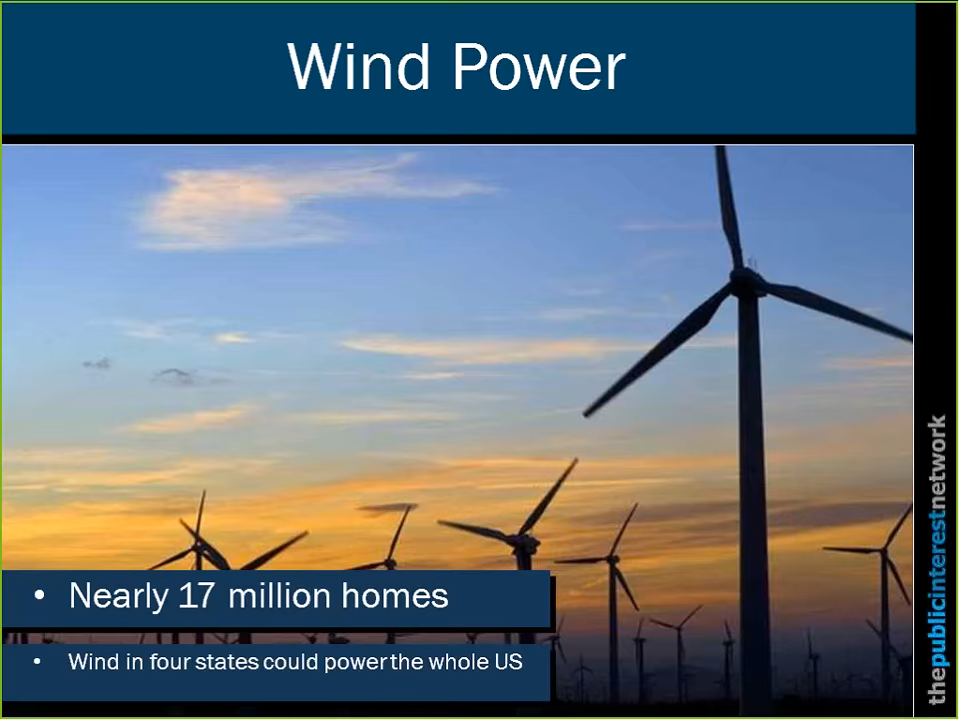 Wind Power
• Nearly 17 million homes
• Wind in four states could power the whole US
thepublicinterestnetwork